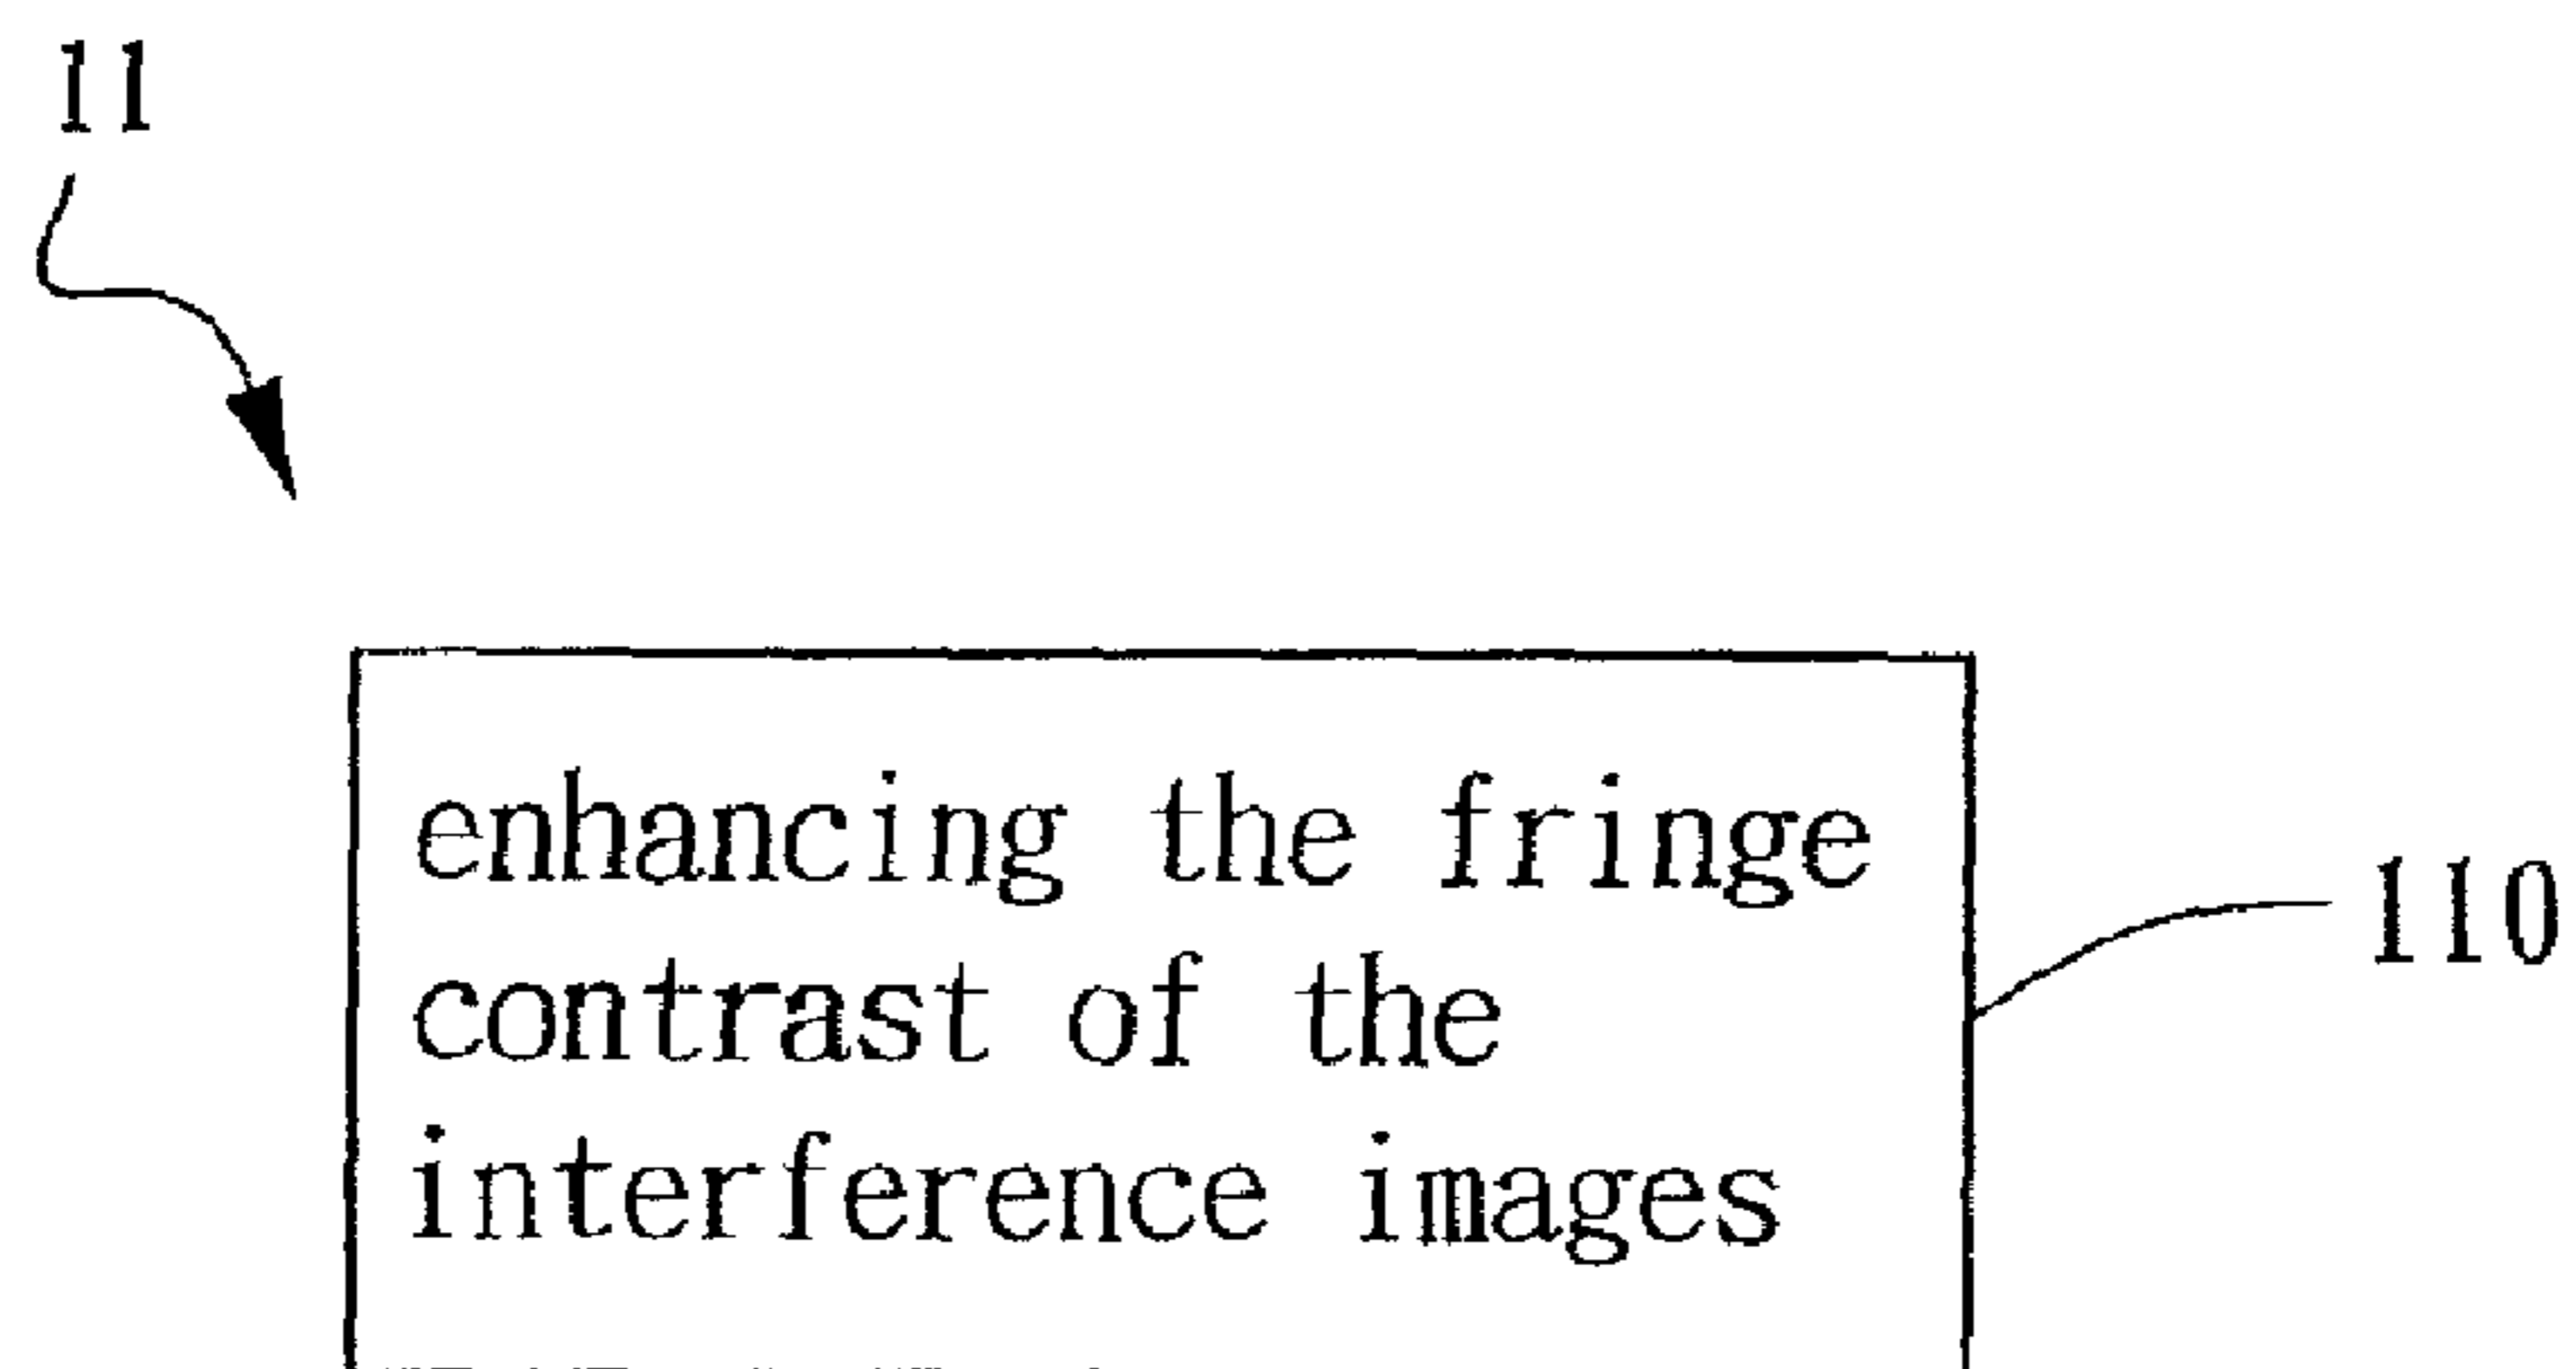 11
enhancing the fringe
contrast of the
interference images
110